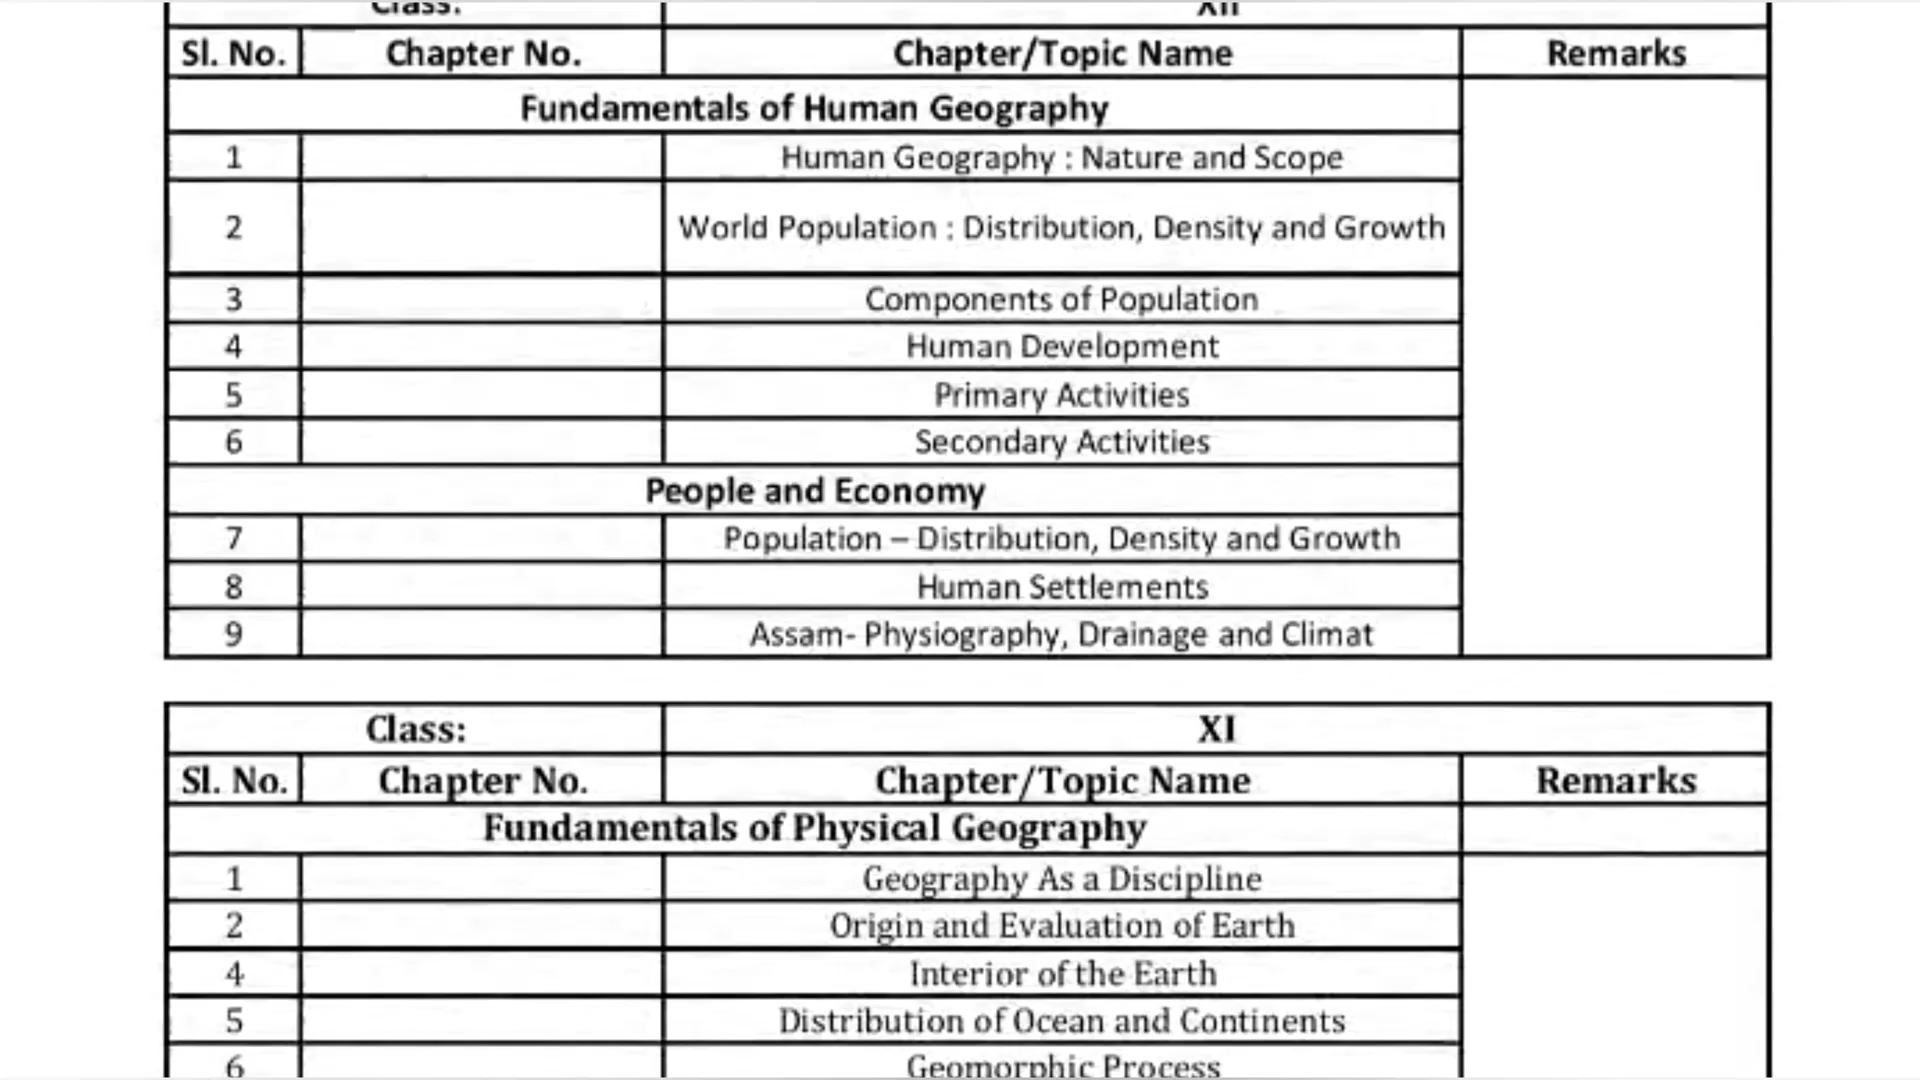 Class: XII
Sl. No. Chapter No. Chapter/Topic Name Remarks
Fundamentals of Human Geography
1 Human Geography : Nature and Scope
2 World Population : Distribution, Density and Growth
3 Components of Population
4 Human Development
5 Primary Activities
6 Secondary Activities
People and Economy
7 Population – Distribution, Density and Growth
8 Human Settlements
9 Assam- Physiography, Drainage and Climat
Class: XI
Sl. No. Chapter No. Chapter/Topic Name Remarks
Fundamentals of Physical Geography
1 Geography As a Discipline
2 Origin and Evaluation of Earth
4 Interior of the Earth
5 Distribution of Ocean and Continents
6 Geomorphic Process